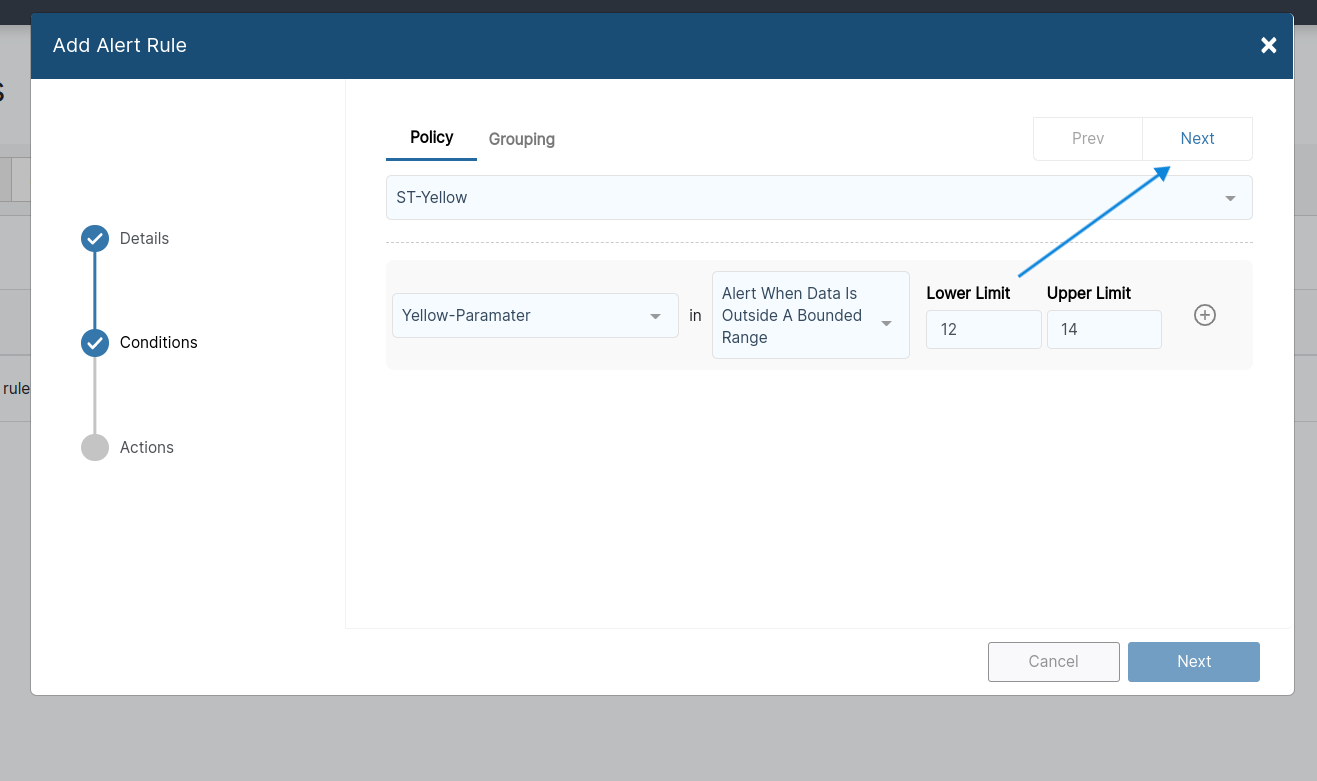 Add Alert Rule
s
Policy
Grouping
Prev
Next
ST-Yellow
Details
Yellow-Paramater
in
Alert When Data Is
Outside A Bounded
Range
Lower Limit
Upper Limit
12
14
Conditions
rule
Actions
Cancel
Next